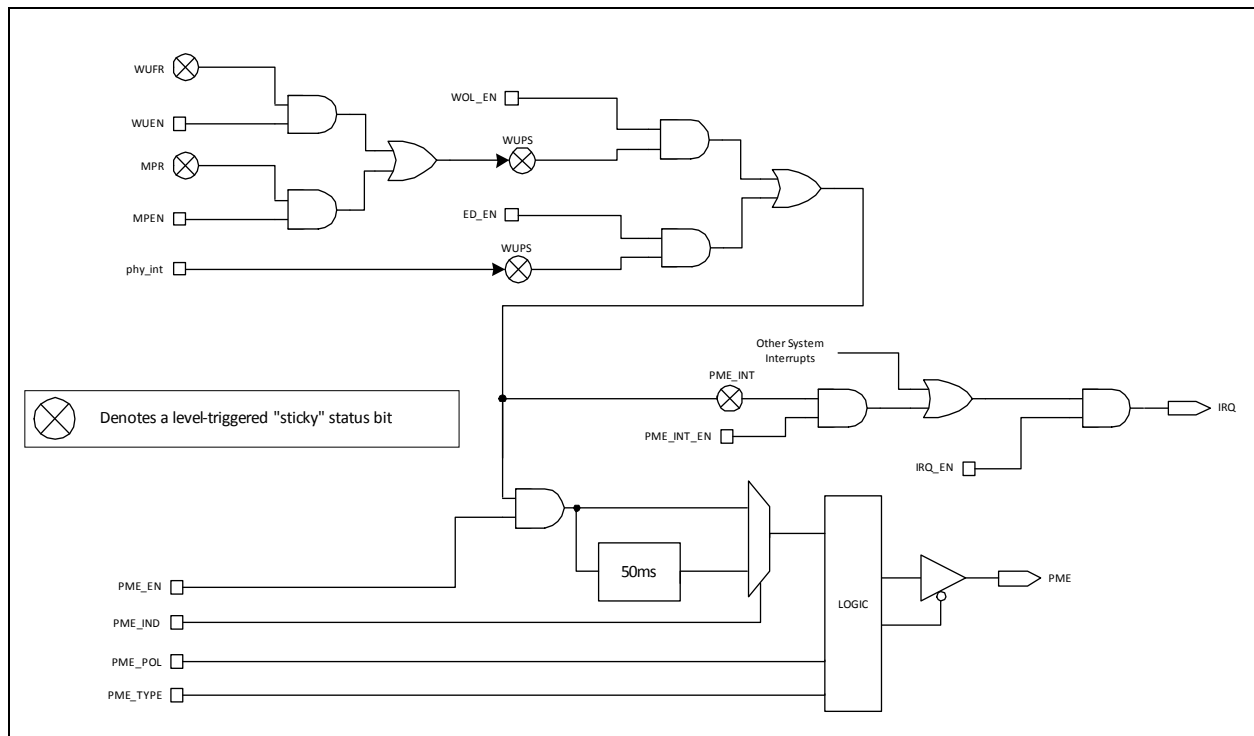 WUFR
WOL_EN
WUEN
WUPS
MPR
MPEN
ED_EN
WUPS
phy_int
Other System
Interrupts
PME_INT
Denotes a level-triggered "sticky" status bit
IRQ
PME_INT_EN
IRQ_EN
50ms
PME_EN
PME
LOGIC
PME_IND
PME_POL
PME_TYPE